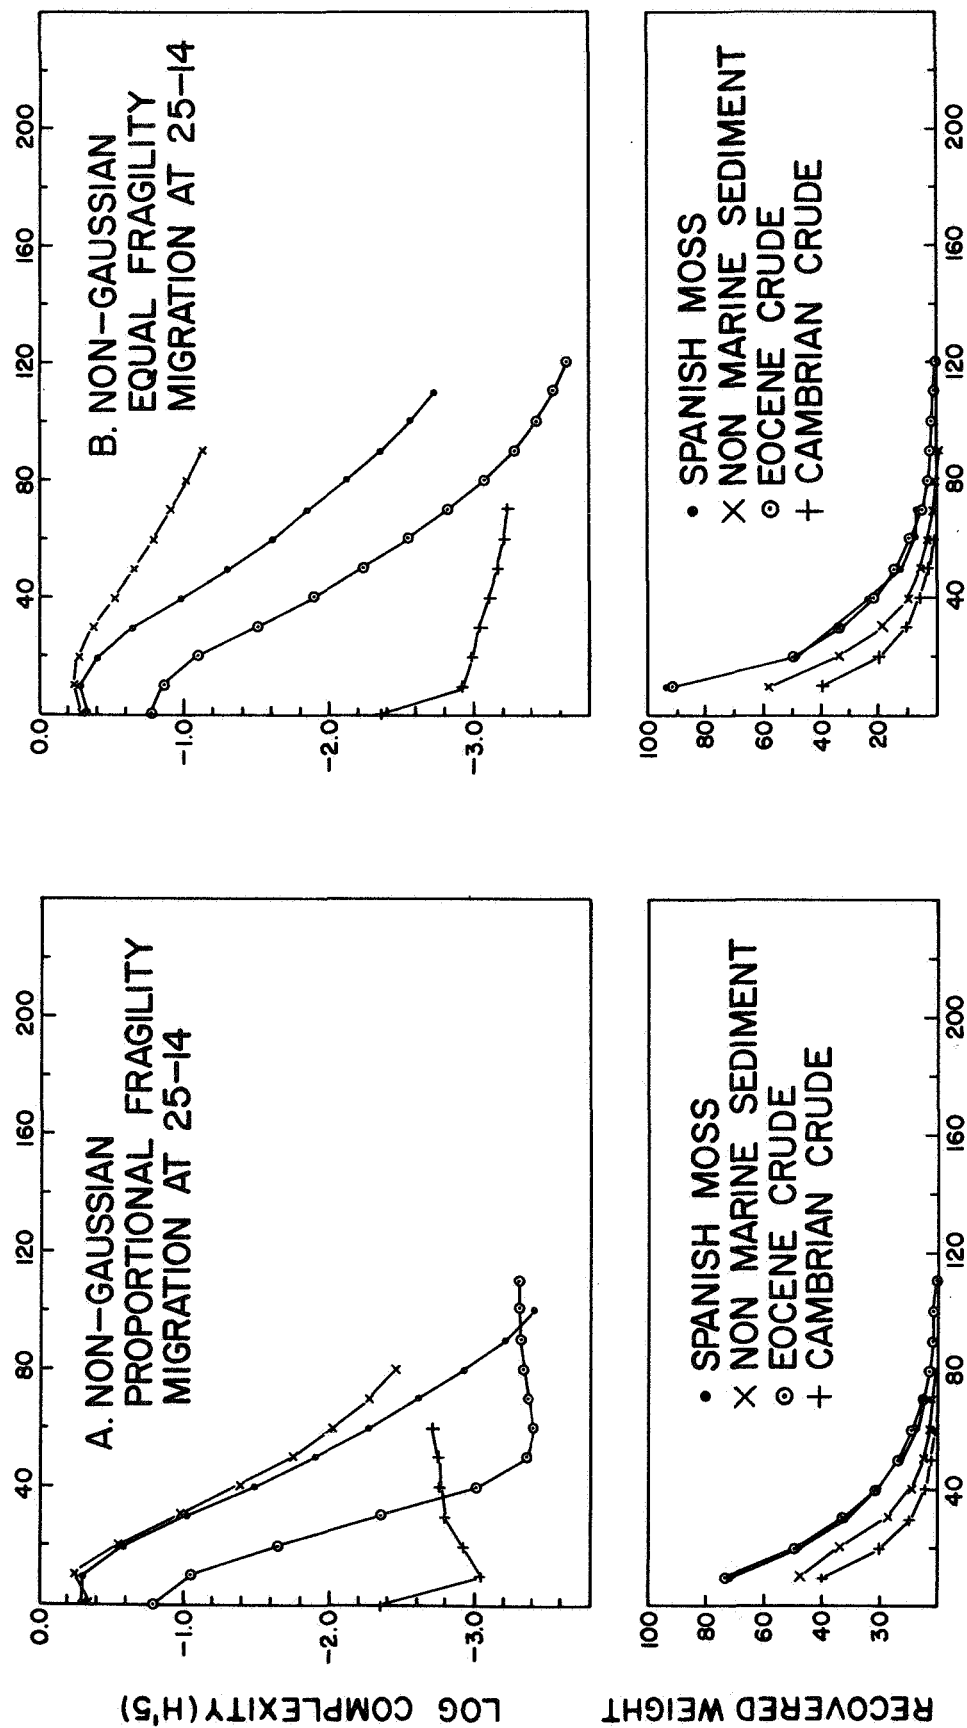 LOG COMPLEXITY (H'5)
40 80 120 160 200
0.0
-1.0
-2.0
-3.0
A. NON-GAUSSIAN
PROPORTIONAL FRAGILITY
MIGRATION AT 25-14
40 80 120 160 200
0.0
-1.0
-2.0
-3.0
B. NON-GAUSSIAN
EQUAL FRAGILITY
MIGRATION AT 25-14
RECOVERED WEIGHT
100
80
60
40
30
SPANISH MOSS
NON MARINE SEDIMENT
EOCENE CRUDE
CAMBRIAN CRUDE
40 80 120 160 200
100
80
60
40
20
SPANISH MOSS
NON MARINE SEDIMENT
EOCENE CRUDE
CAMBRIAN CRUDE
40 80 120 160 200